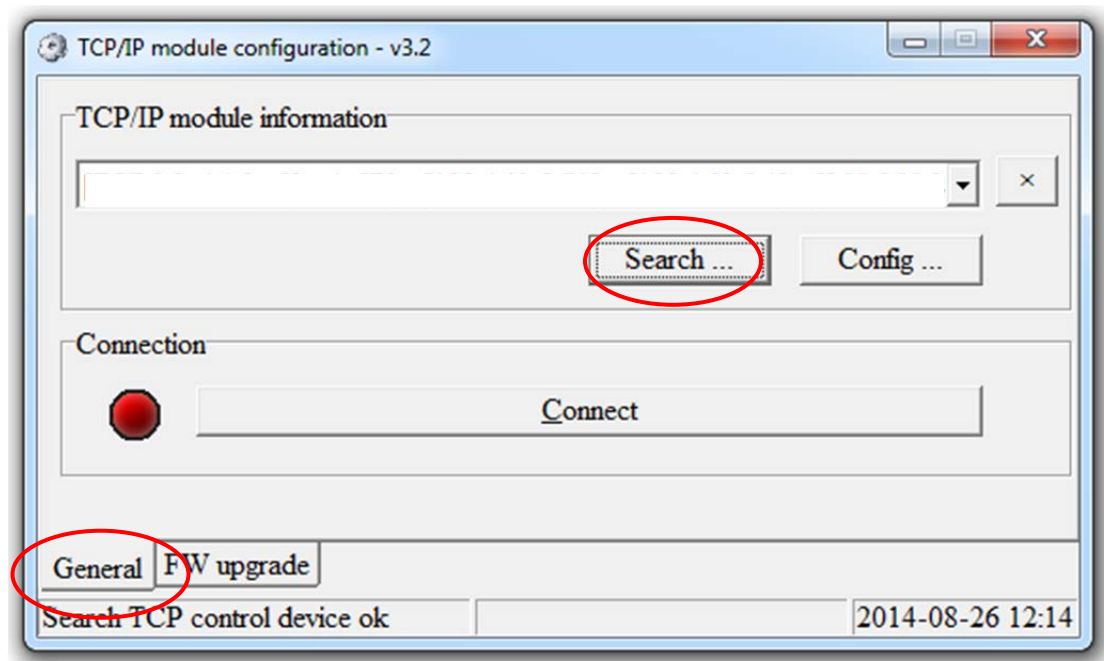 TCP/IP module configuration - v3.2
x
TCP/IP module information
×
Search ...
Config ...
Connection
Connect
General
FW upgrade
Search TCP control device ok
2014-08-26 12:14